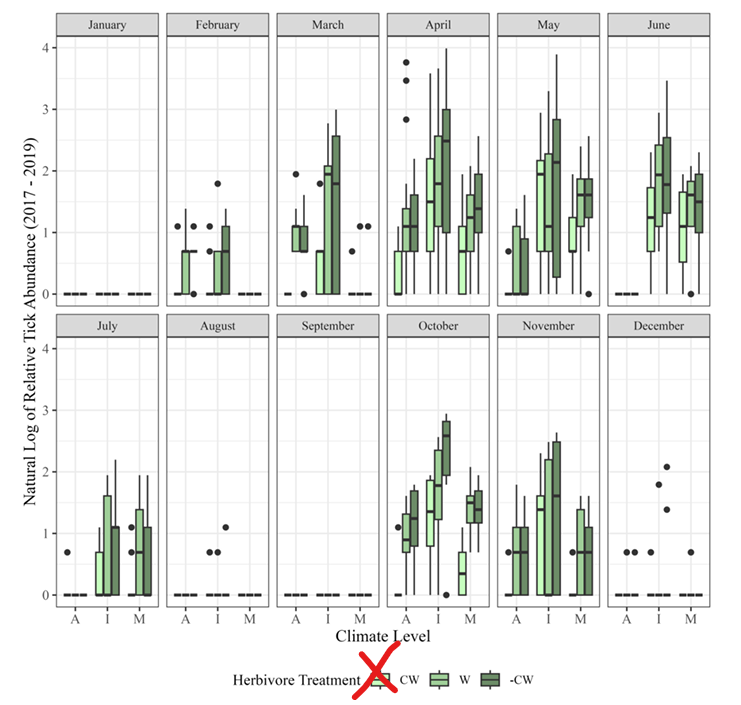 January February March April May June
Natural Log of Relative Tick Abundance (2017 - 2019)
4
3
2
1
0
July August September October November December
4
3
2
1
0
A I M A I M A I M A I M A I M A I M
Climate Level
Herbivore Treatment CW W -CW